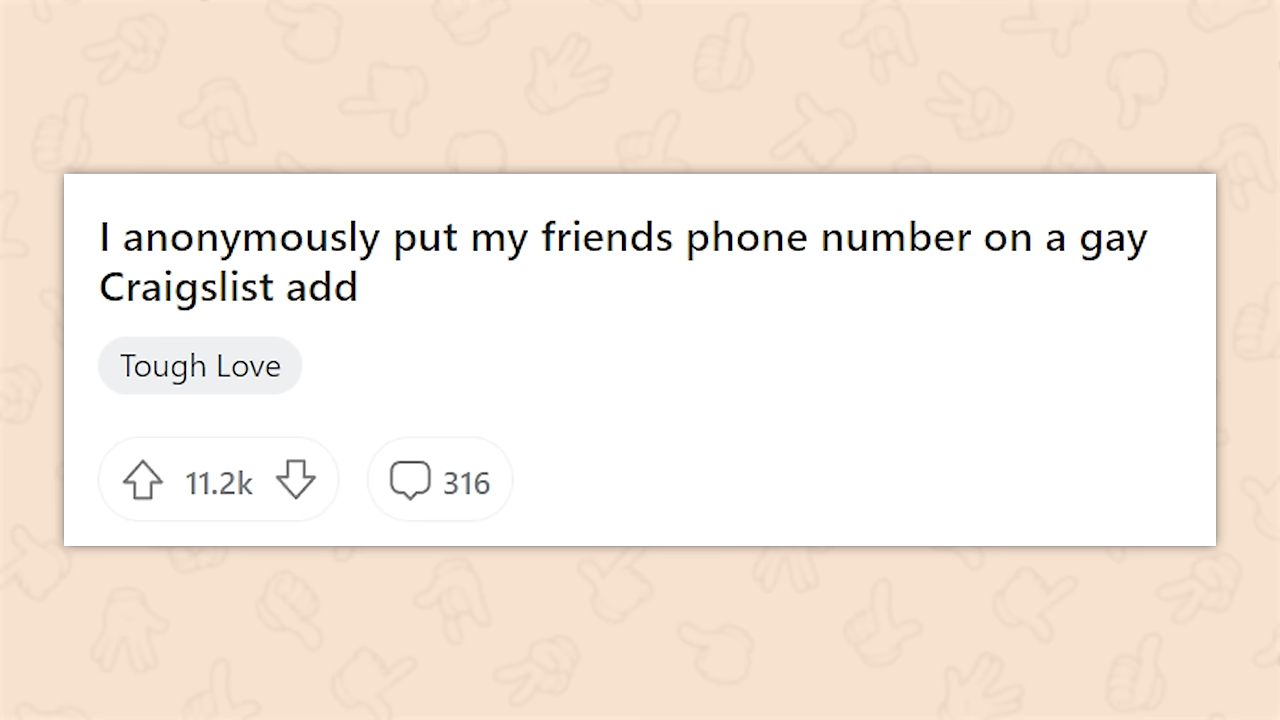 I anonymously put my friends phone number on a gay
Craigslist add
Tough Love
11.2k 316